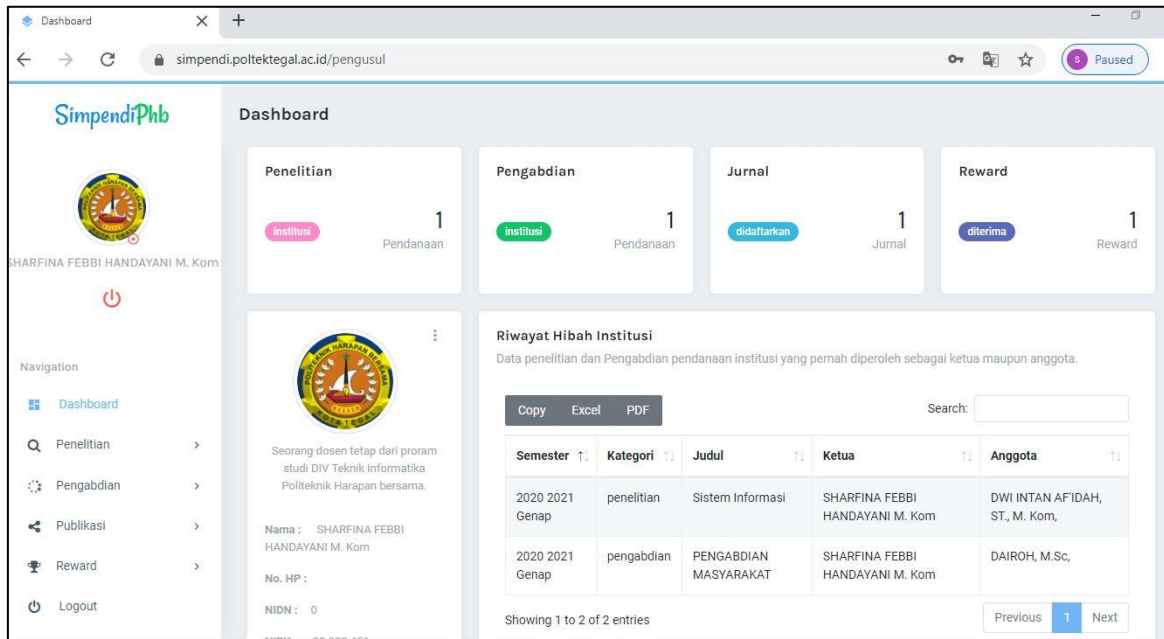 Dashboard
simpendi.poltektegal.ac.id/pengusul
S Paused
SimpendiPhb
SHARFINA FEBBI HANDAYANI M. Kom
Navigation
Dashboard
Penelitian
Pengabdian
Publikasi
Reward
Logout
Dashboard
Penelitian
institusi
1
Pendanaan
Pengabdian
institusi
1
Pendanaan
Jurnal
didaftarkan
1
Jurnal
Reward
diterima
1
Reward
POLITEKNIK HARAPAN BERSAMA
KOTA TEGAL
Seorang dosen tetap dari proram
studi DIV Teknik Informatika
Politeknik Harapan bersama.
Nama : SHARFINA FEBBI
HANDAYANI M. Kom
No. HP :
NIDN : 0
Riwayat Hibah Institusi
Data penelitian dan Pengabdian pendanaan institusi yang pernah diperoleh sebagai ketua maupun anggota.
Copy Excel PDF
Search:
Semester Kategori Judul Ketua Anggota
2020 2021 penelitian Sistem Informasi SHARFINA FEBBI DWI INTAN AF'IDAH,
Genap HANDAYANI M. Kom ST., M. Kom,
2020 2021 pengabdian PENGABDIAN SHARFINA FEBBI DAIROH, M.Sc,
Genap MASYARAKAT HANDAYANI M. Kom
Showing 1 to 2 of 2 entries
Previous 1 Next